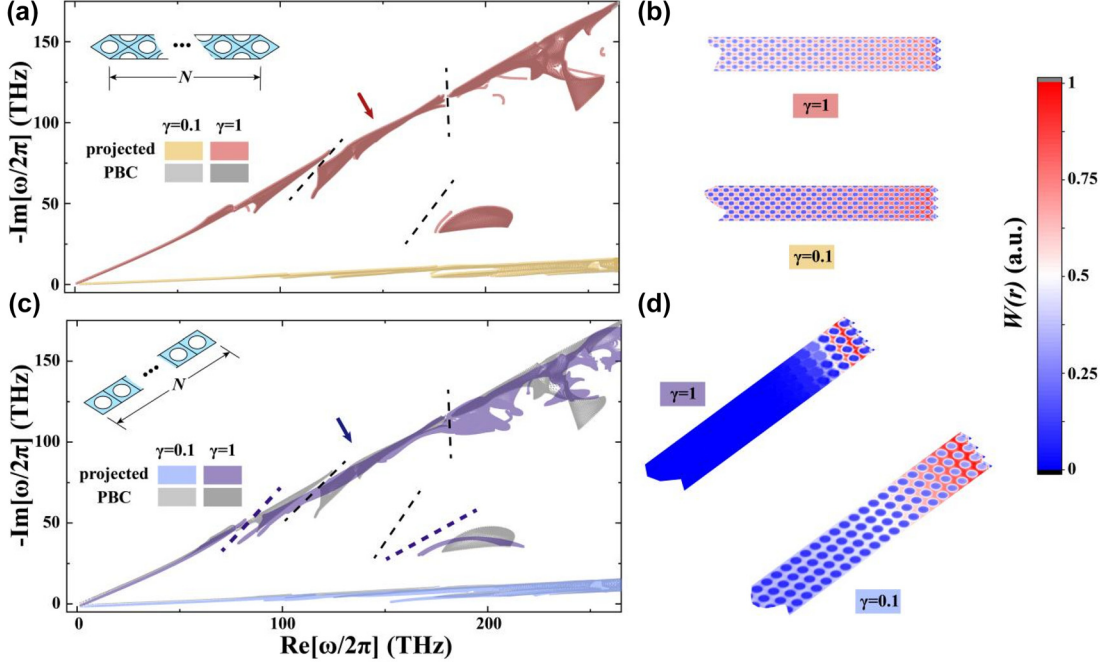 (a)
-Im[ω/2π] (THz)
150
100
50
0
N
γ=0.1 γ=1
projected
PBC
(b)
γ=1
γ=0.1
W(r) (a.u.)
1
0.75
0.5
0.25
0
(c)
-Im[ω/2π] (THz)
150
100
50
0
N
γ=0.1 γ=1
projected
PBC
0 100 200
Re[ω/2π] (THz)
(d)
γ=1
γ=0.1